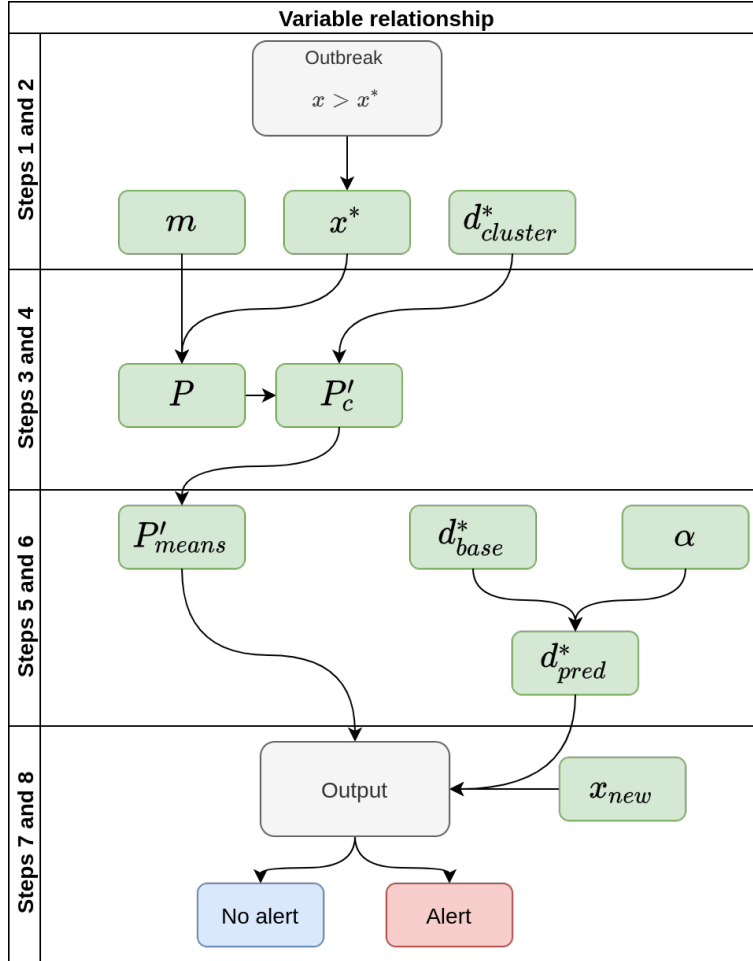 Variable relationship
Steps 1 and 2
Outbreak
x > x*
m
x*
d*cluster
Steps 3 and 4
P
P′c
Steps 5 and 6
P′means
d*base
α
d*pred
Steps 7 and 8
Output
xnew
No alert
Alert